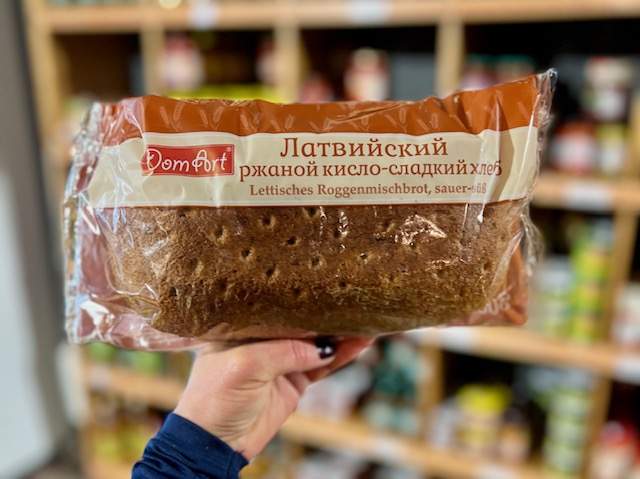 DomArt
Латвийский
ржаной кисло-сладкий хлеб
Lettisches Roggenmischbrot, sauer-süß